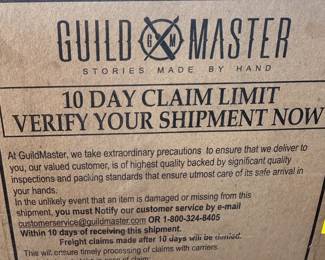 GUILD GM MASTER
STORIES MADE BY HAND
10 DAY CLAIM LIMIT
VERIFY YOUR SHIPMENT NOW
At GuildMaster, we take extraordinary precautions to ensure that we deliver to
you, our valued customer, is of highest quality backed by significant quality
inspections and packing standards that ensure utmost care of its safe arrival in
your hands.
In the unlikely event that an item is damaged or missing from this
shipment, you must Notify our customer service by e-mail
customerservice@guildmaster.com OR 1-800-324-8405
Within 10 days of receiving this shipment.
Freight claims made after 10 days will be denied.
This will ensure timely processing of claims with carriers